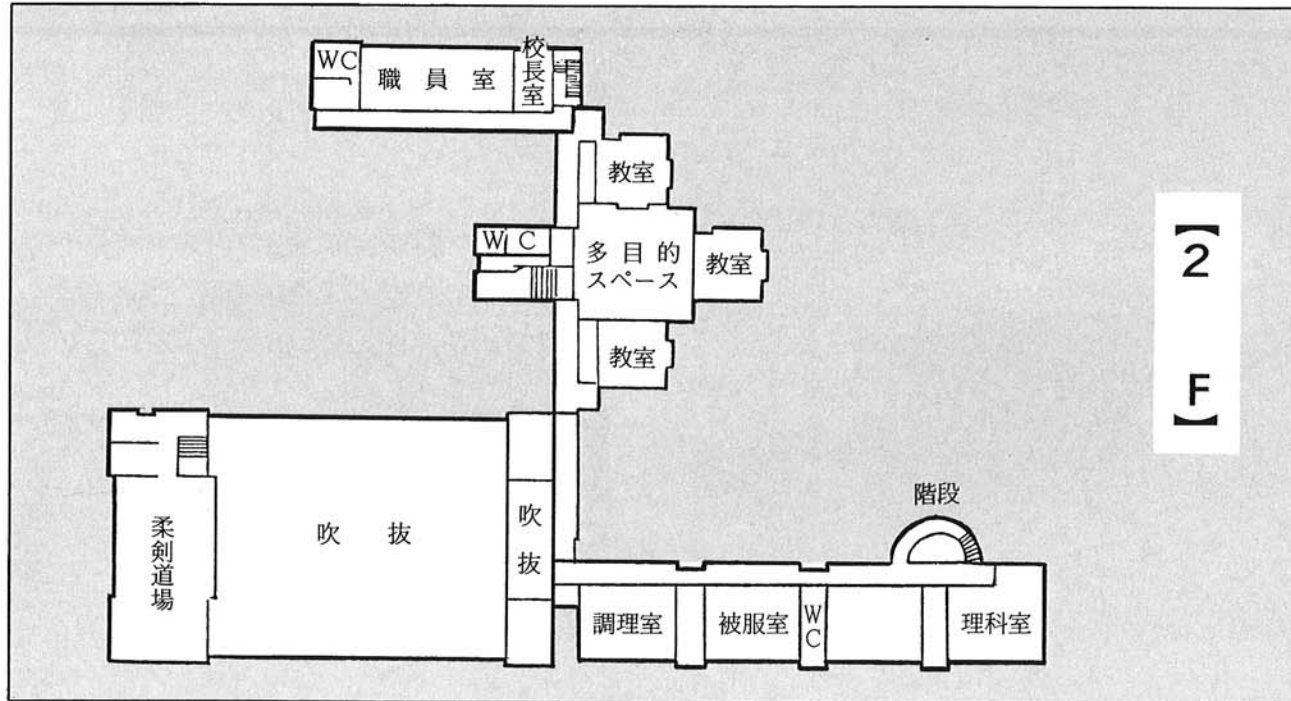 WC
職員室
校長室
教室
WC
多目的
スペース
教室
教室
【2F】
吹抜
吹抜
柔剣道場
階段
調理室
被服室
WC
理科室